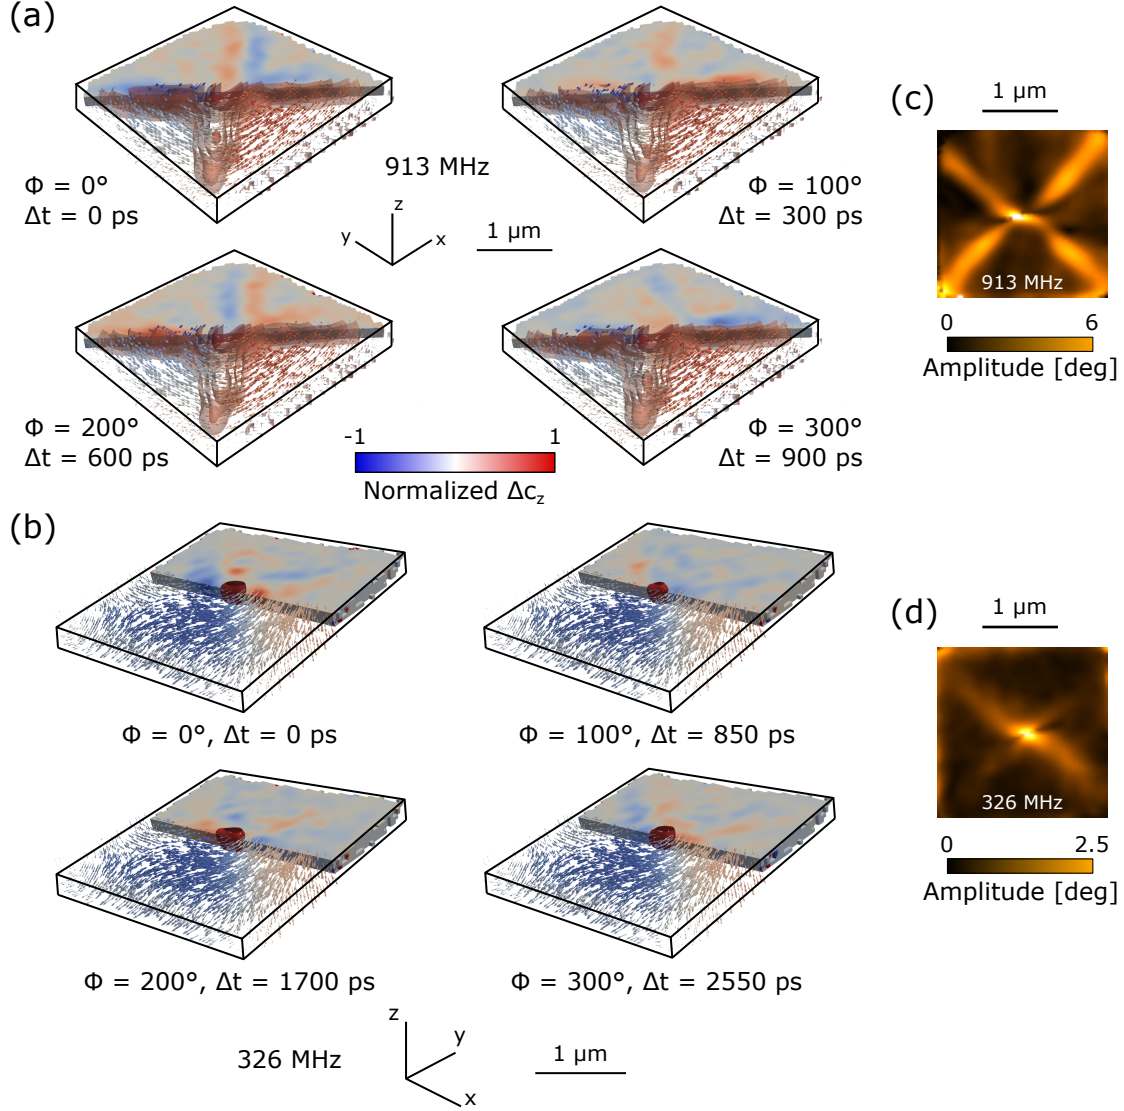 (a)
Φ = 0°
Δt = 0 ps
913 MHz
Φ = 100°
Δt = 300 ps
z
y
x
1 μm
Φ = 200°
Δt = 600 ps
-1
1
Normalized Δc_z
Φ = 300°
Δt = 900 ps
(c)
1 μm
913 MHz
0
6
Amplitude [deg]
(b)
Φ = 0°, Δt = 0 ps
Φ = 100°, Δt = 850 ps
Φ = 200°, Δt = 1700 ps
Φ = 300°, Δt = 2550 ps
326 MHz
z
y
x
1 μm
(d)
1 μm
326 MHz
0
2.5
Amplitude [deg]